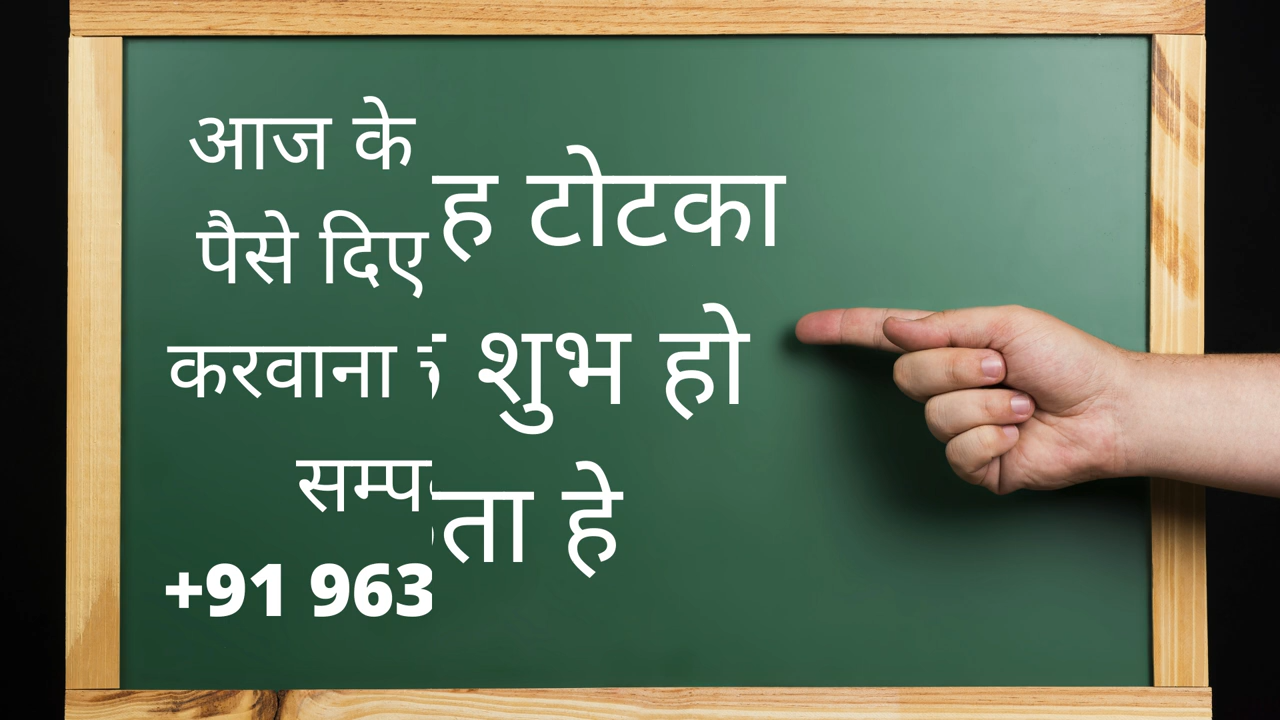 आज के
पैसे दिए
करवाना
सम्प
+91 963
ह टोटका
शुभ हो
ता हे